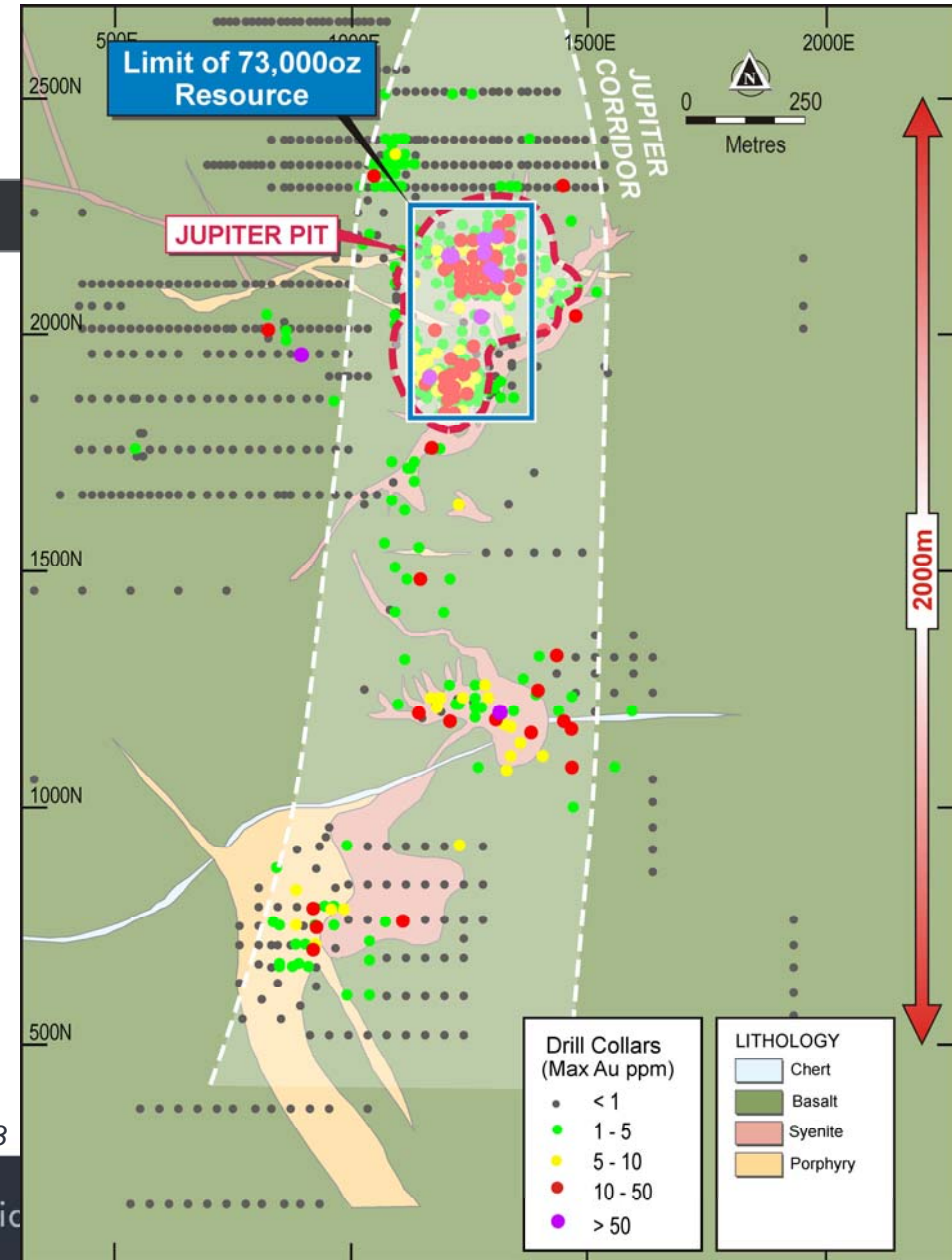 500E
1000E
1500E
2000E
Limit of 73,000oz
Resource
2500N
JUPITER
CORRIDOR
N
0
250
Metres
JUPITER PIT
2000N
2000m
1500N
1000N
500N
Drill Collars
(Max Au ppm)
< 1
1 - 5
5 - 10
10 - 50
> 50
LITHOLOGY
Chert
Basalt
Syenite
Porphyry